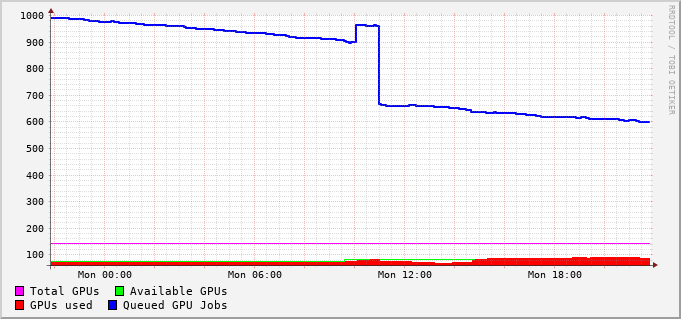 1000
900
800
700
600
500
400
300
200
100
Mon 00:00 Mon 06:00 Mon 12:00 Mon 18:00
Total GPUs Available GPUs
GPUs used Queued GPU Jobs
RRDTOOL / TOBI OETIKER